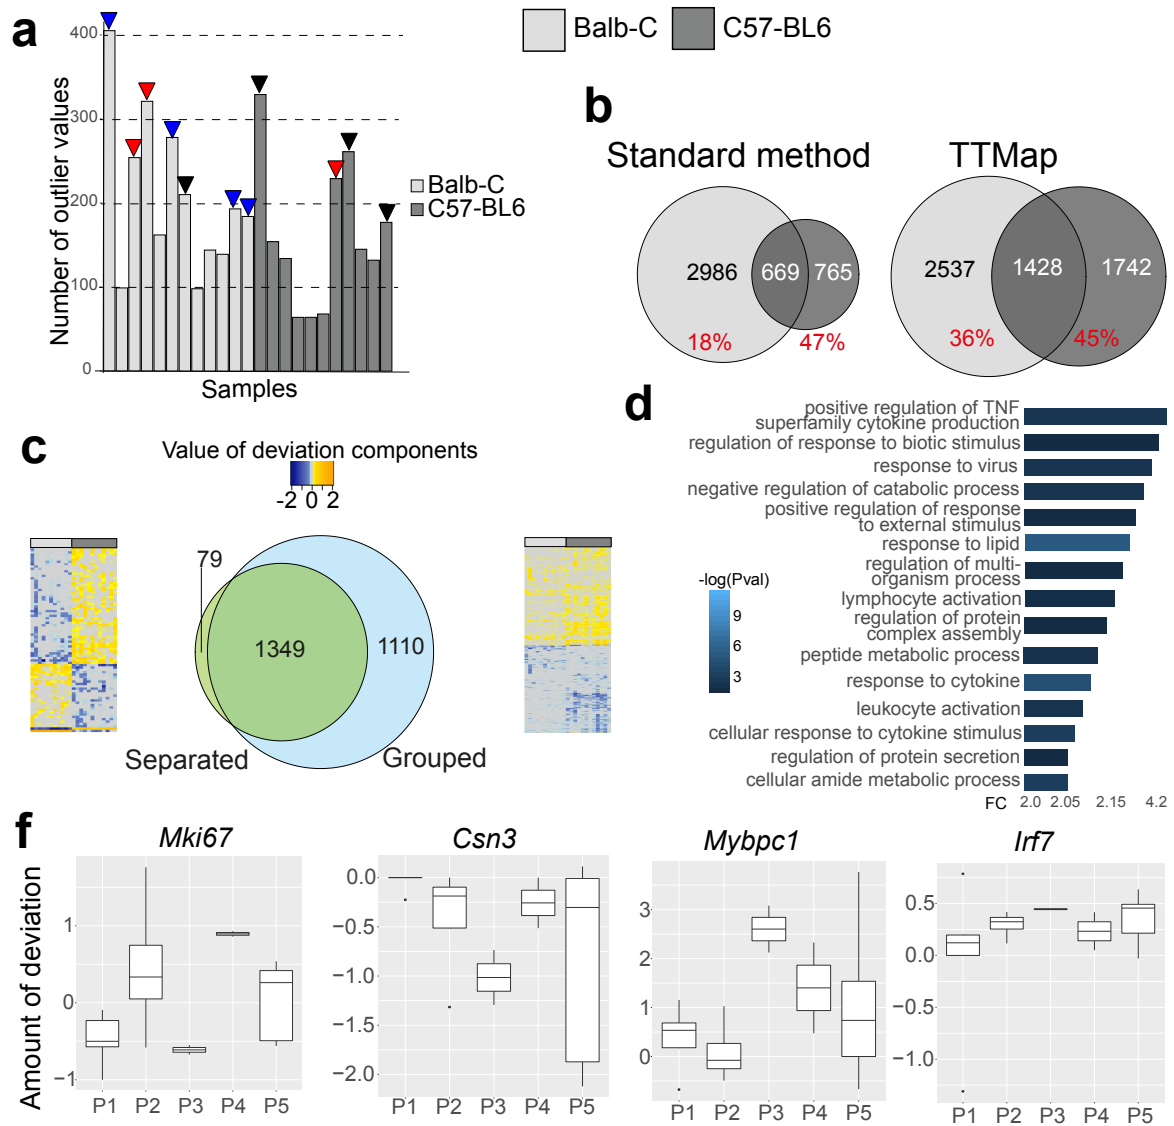 a
Balb-C
C57-BL6
Number of outlier values
400
300
200
100
0
Samples
Balb-C
C57-BL6
b
Standard method
TTMap
2986
669
765
18%
47%
2537
1428
1742
36%
45%
c
Value of deviation components
-2 0 2
79
1349
1110
Separated
Grouped
d
positive regulation of TNF
superfamily cytokine production
regulation of response to biotic stimulus
response to virus
negative regulation of catabolic process
positive regulation of response
to external stimulus
response to lipid
regulation of multi-
organism process
lymphocyte activation
regulation of protein
complex assembly
peptide metabolic process
response to cytokine
leukocyte activation
cellular response to cytokine stimulus
regulation of protein secretion
cellular amide metabolic process
FC 2.0 2.05 2.15 4.2
-log(Pval)
9
6
3
f
Amount of deviation
Mki67
1
0
−1
P1 P2 P3 P4 P5
Csn3
0.0
−0.5
−1.0
−1.5
−2.0
P1 P2 P3 P4 P5
Mybpc1
3
2
1
0
P1 P2 P3 P4 P5
Irf7
0.5
0.0
−0.5
−1.0
P1 P2 P3 P4 P5